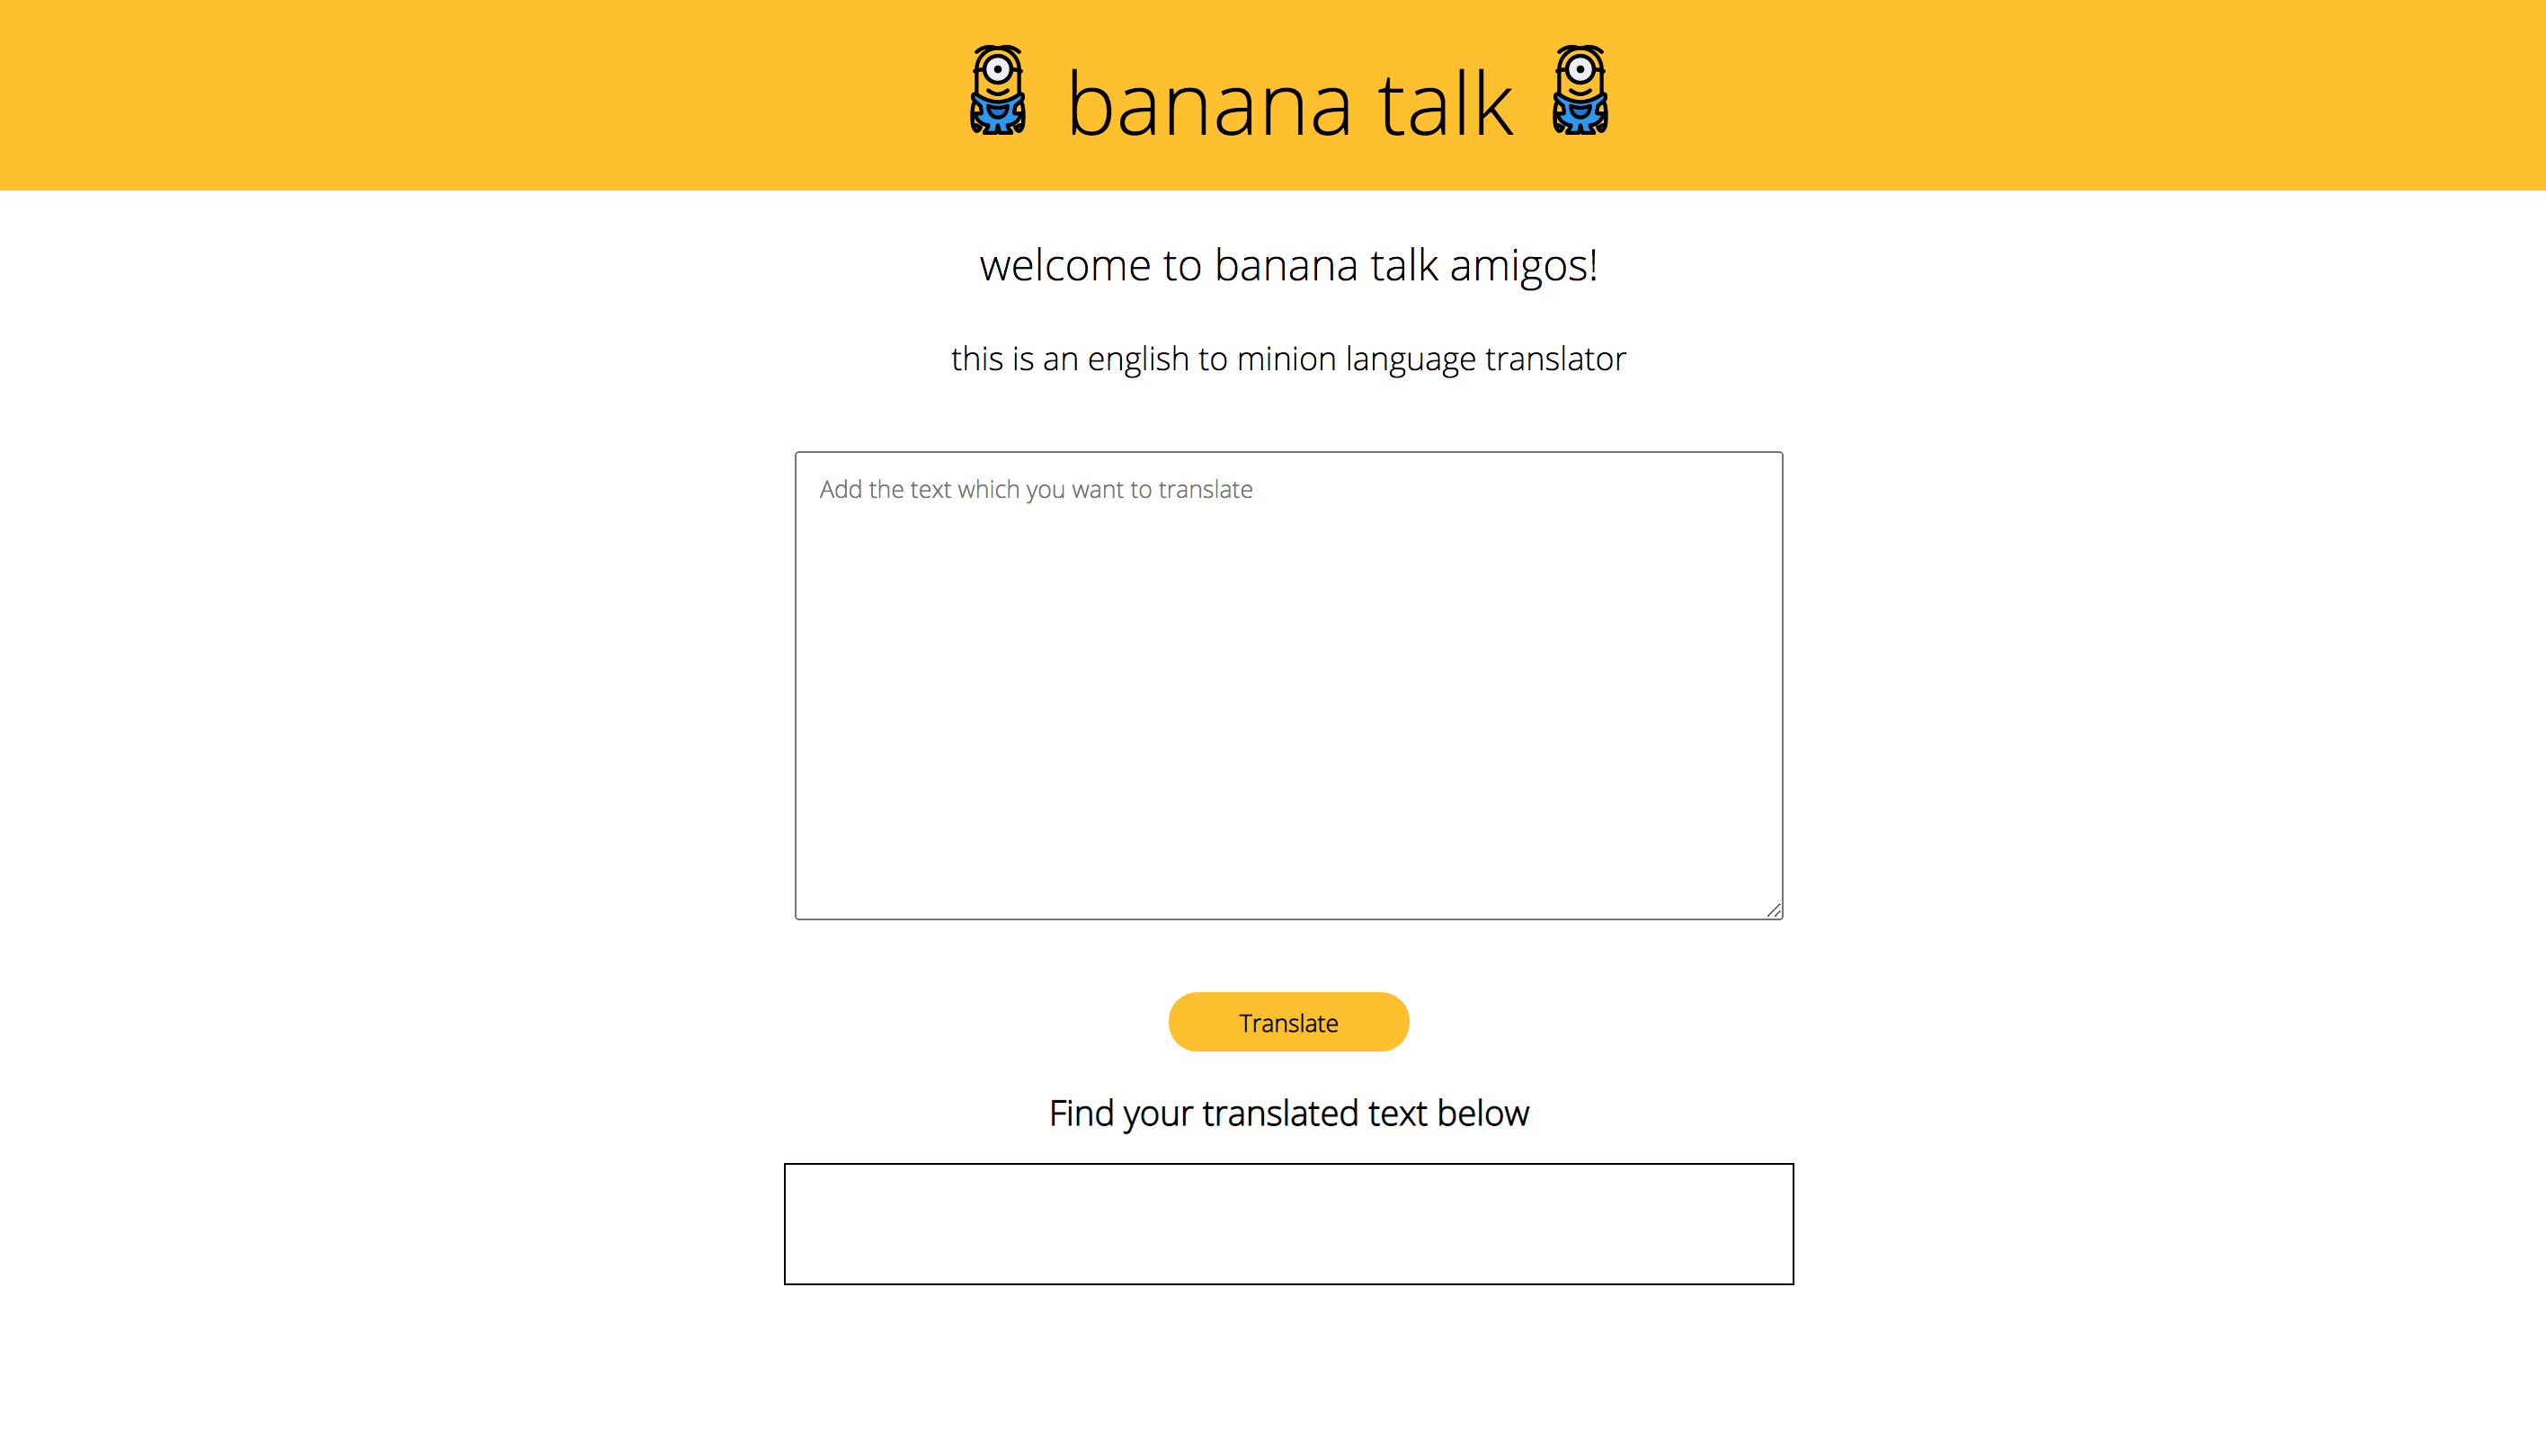 banana talk
welcome to banana talk amigos!
this is an english to minion language translator
Add the text which you want to translate
Translate
Find your translated text below